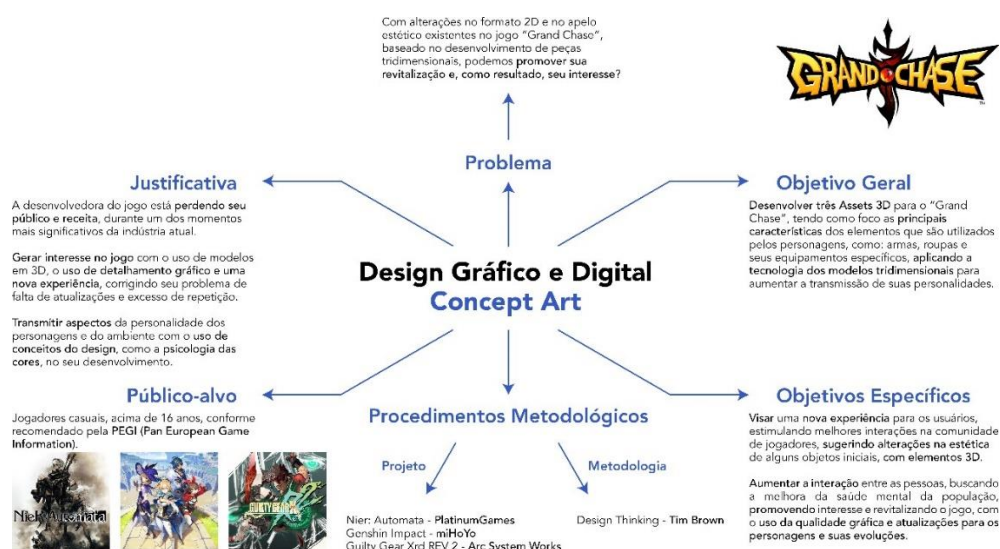 Com alterações no formato 2D e no apelo
estético existentes no jogo "Grand Chase",
baseado no desenvolvimento de peças
tridimensionais, podemos promover sua
revitalização e, como resultado, seu interesse?
GRAND CHASE
Problema
Justificativa
A desenvolvedora do jogo está perdendo seu
público e receita, durante um dos momentos
mais significativos da indústria atual.
Gerar interesse no jogo com o uso de modelos
em 3D, o uso de detalhamento gráfico e uma
nova experiência, corrigindo seu problema de
falta de atualizações e excesso de repetição.
Transmitir aspectos da personalidade dos
personagens e do ambiente com o uso de
conceitos do design, como a psicologia das
cores, no seu desenvolvimento.
Objetivo Geral
Desenvolver três Assets 3D para o "Grand
Chase", tendo como foco as principais
características dos elementos que são utilizados
pelos personagens, como: armas, roupas e
seus equipamentos específicos, aplicando a
tecnologia dos modelos tridimensionais para
aumentar a transmissão de suas personalidades.
Design Gráfico e Digital
Concept Art
Público-alvo
Jogadores casuais, acima de 16 anos, conforme
recomendado pela PEGI (Pan European Game
Information).
NieR:Automata
GUILTY GEAR
Procedimentos Metodológicos
Projeto
Metodologia
Nier: Automata - PlatinumGames
Genshin Impact - miHoYo
Guilty Gear Xrd REV 2 - Arc System Works
Design Thinking - Tim Brown
Objetivos Específicos
Visar uma nova experiência para os usuários,
estimulando melhores interações na comunidade
de jogadores, sugerindo alterações na estética
de alguns objetos iniciais, com elementos 3D.
Aumentar a interação entre as pessoas, buscando
a melhora da saúde mental da população,
promovendo interesse e revitalizando o jogo, com
o uso da qualidade gráfica e atualizações para os
personagens e suas evoluções.